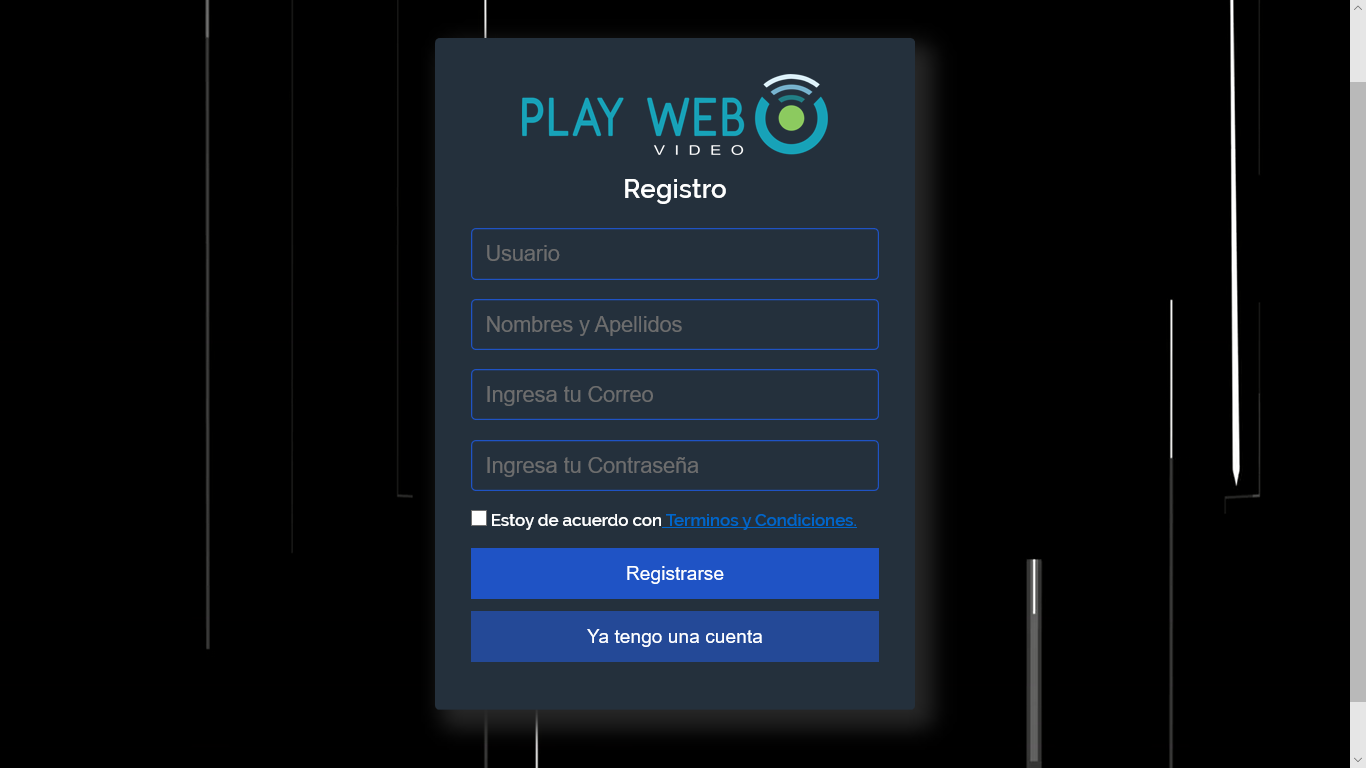 PLAY WEB
VIDEO
Registro
Usuario
Nombres y Apellidos
Ingresa tu Correo
Ingresa tu Contraseña
Estoy de acuerdo con Terminos y Condiciones.
Registrarse
Ya tengo una cuenta